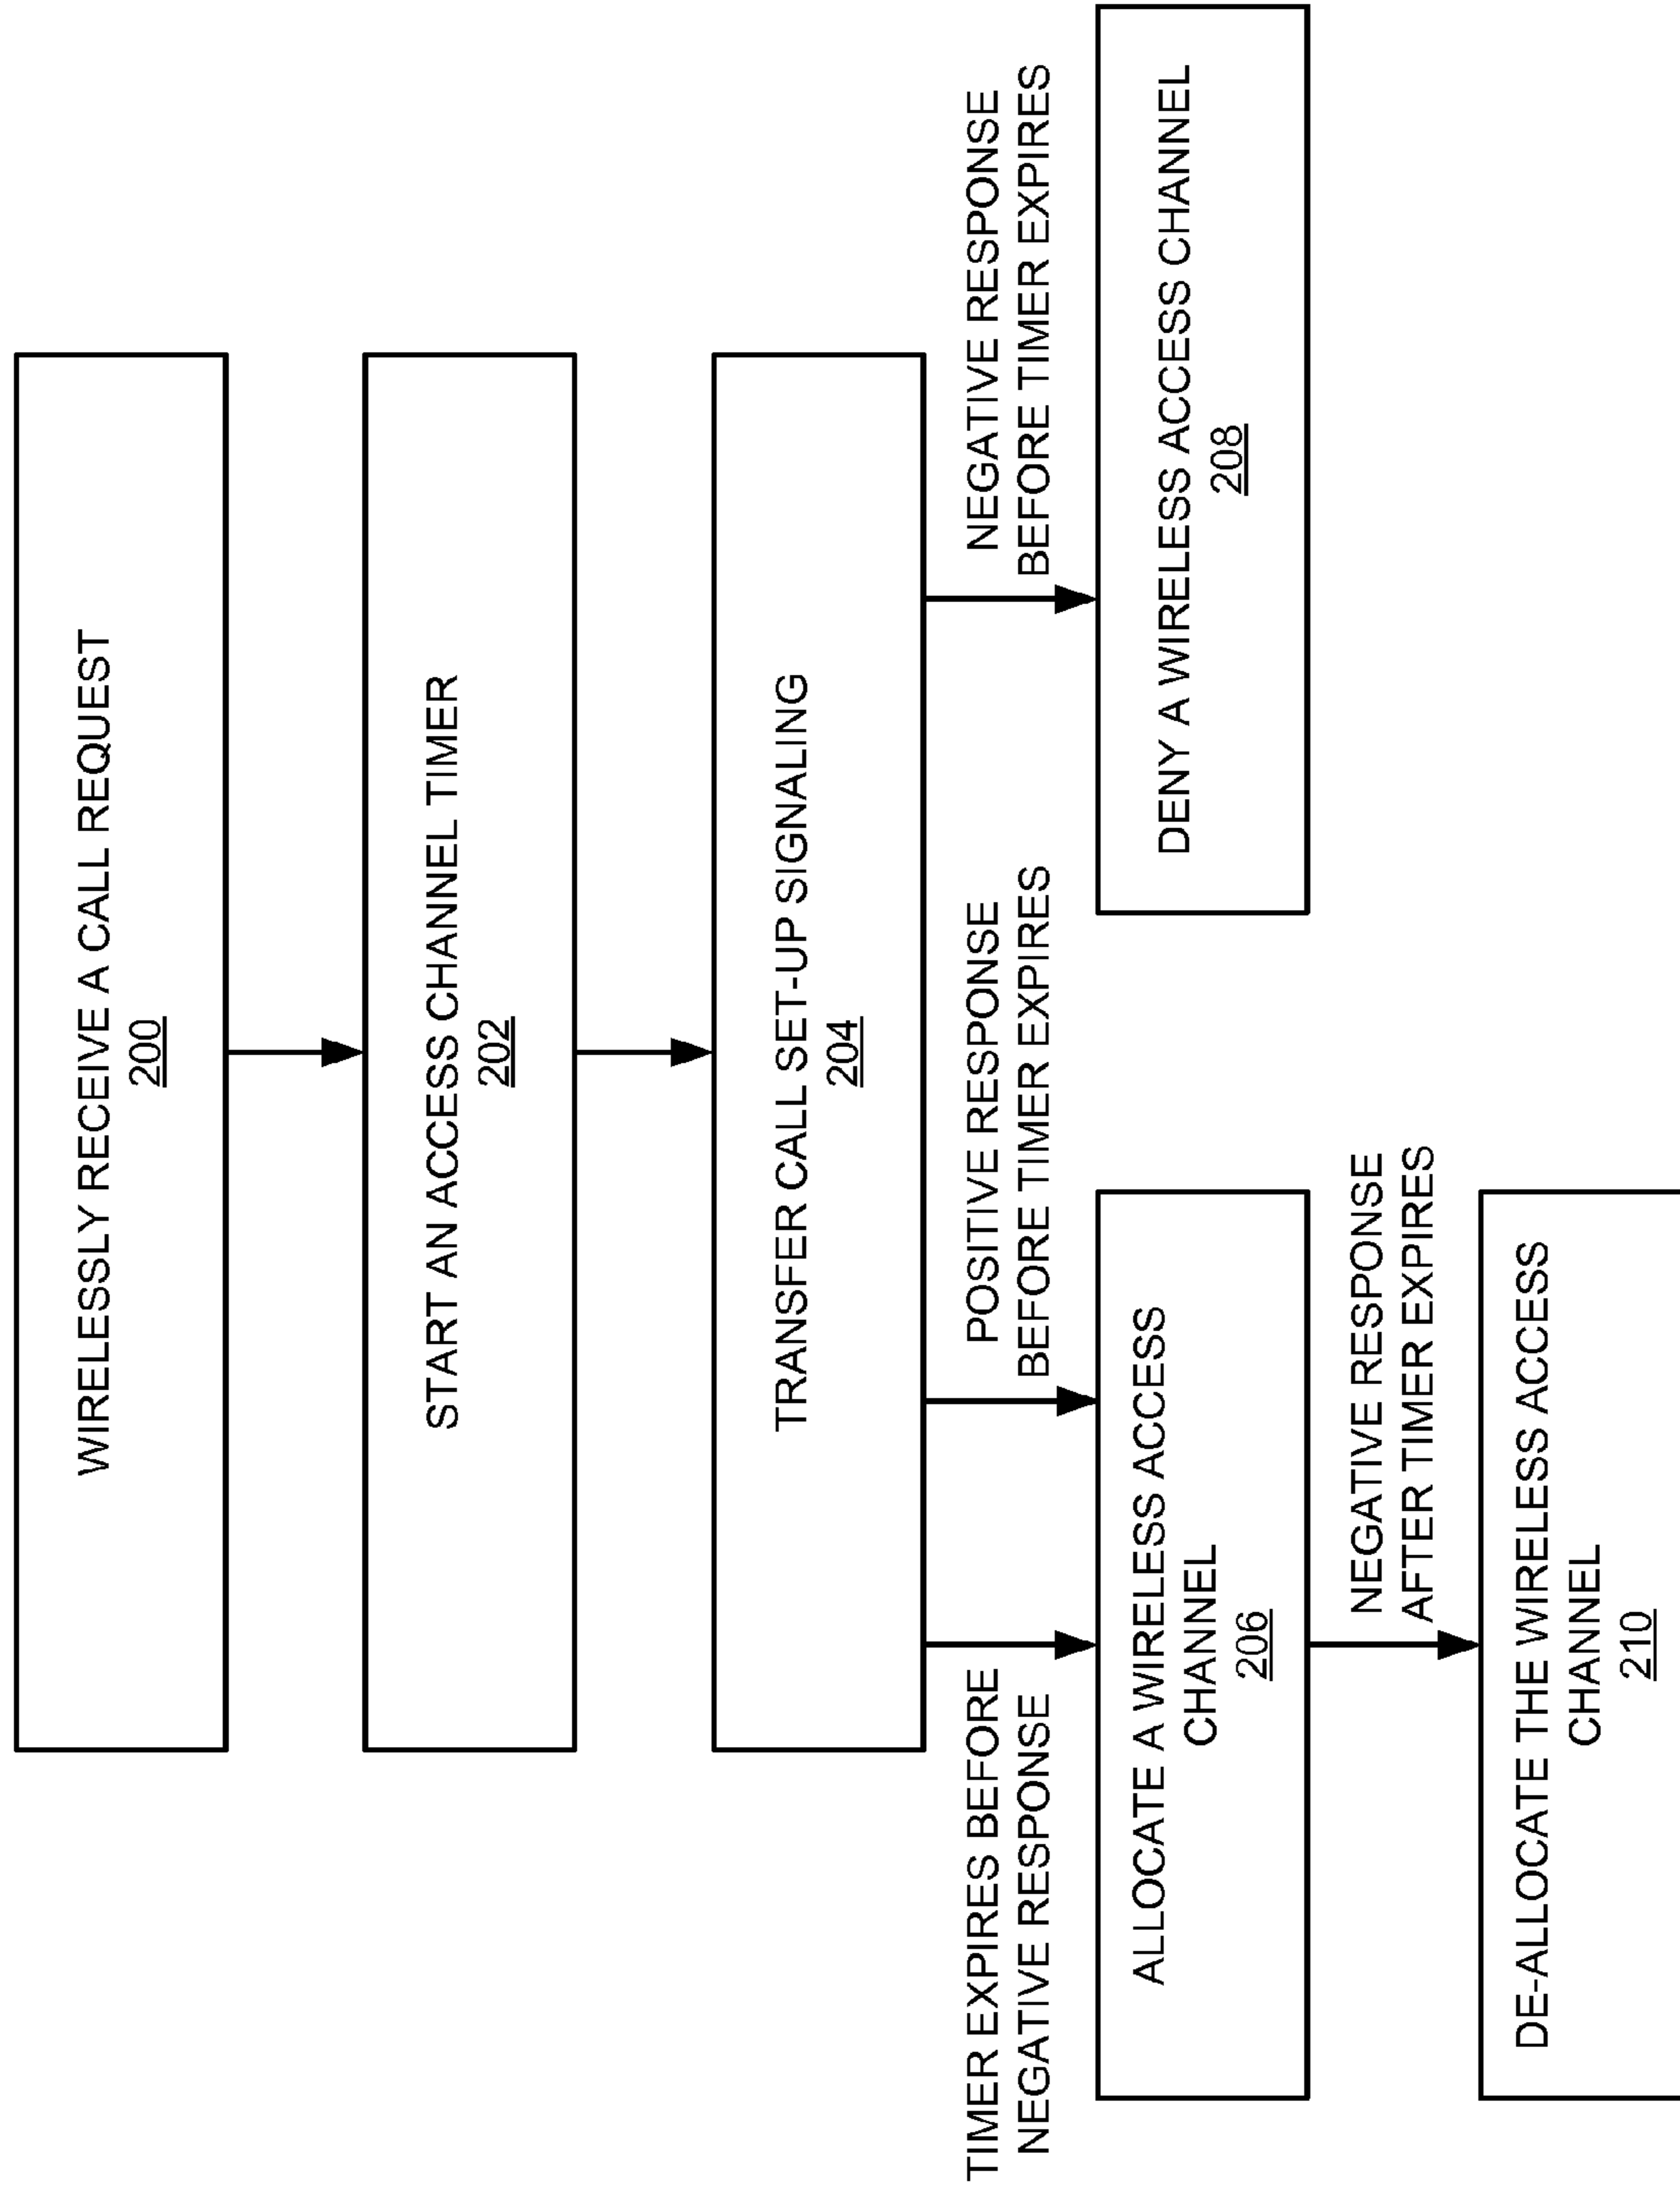 WIRELESSLY RECEIVE A CALL REQUEST
200
START AN ACCESS CHANNEL TIMER
202
TRANSFER CALL SET-UP SIGNALING
204
TIMER EXPIRES BEFORE
NEGATIVE RESPONSE
POSITIVE RESPONSE
BEFORE TIMER EXPIRES
NEGATIVE RESPONSE
BEFORE TIMER EXPIRES
ALLOCATE A WIRELESS ACCESS
CHANNEL
206
DENY A WIRELESS ACCESS CHANNEL
208
NEGATIVE RESPONSE
AFTER TIMER EXPIRES
DE-ALLOCATE THE WIRELESS ACCESS
CHANNEL
210